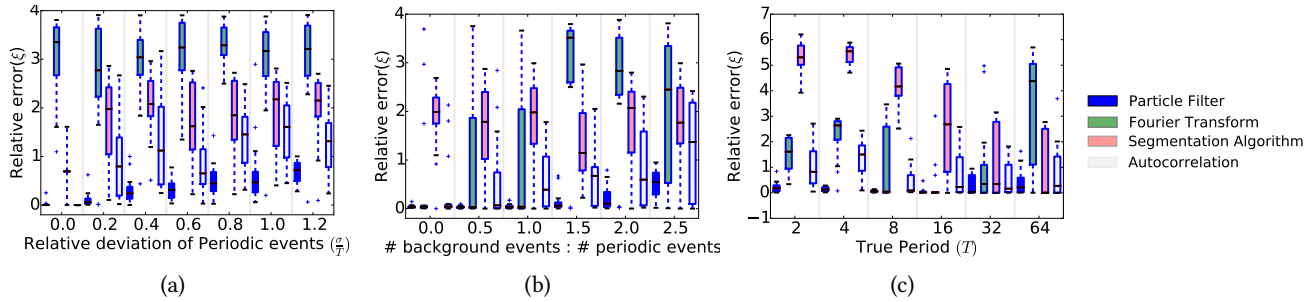 4
3
2
1
0
Relative error(ξ)
0.0 0.2 0.4 0.6 0.8 1.0 1.2
Relative deviation of Periodic events (σ/T)
(a)
4
3
2
1
0
Relative error(ξ)
0.0 0.5 1.0 1.5 2.0 2.5
# background events : # periodic events
(b)
7
6
5
4
3
2
1
0
−1
Relative error(ξ)
2 4 8 16 32 64
True Period (T)
(c)
Particle Filter
Fourier Transform
Segmentation Algorithm
Autocorrelation